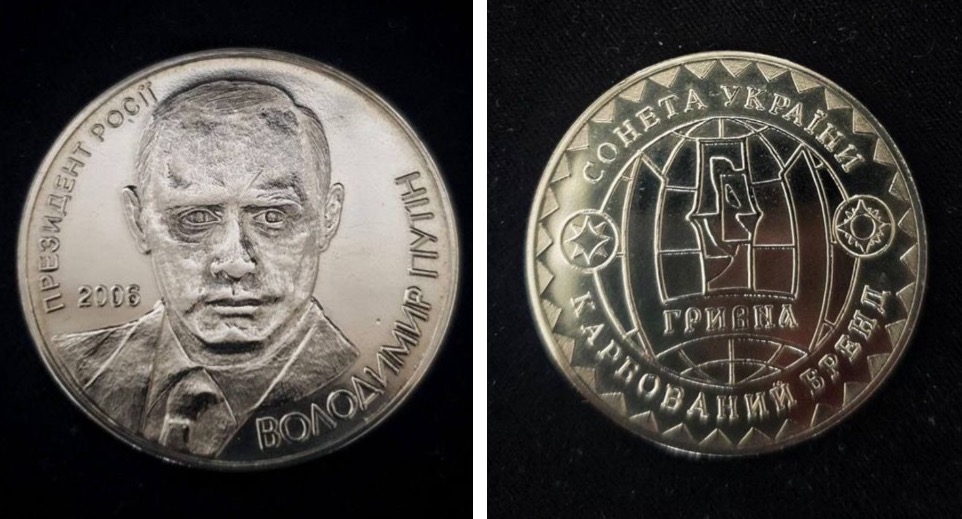 ПРЕЗИДЕНТ РОСІЇ
2006
ВОЛОДИМИР ПУТІН
СОНЕТА УКРАЇНИ
ГРИВНА
КАРБОВАНИЙ БРЕНД